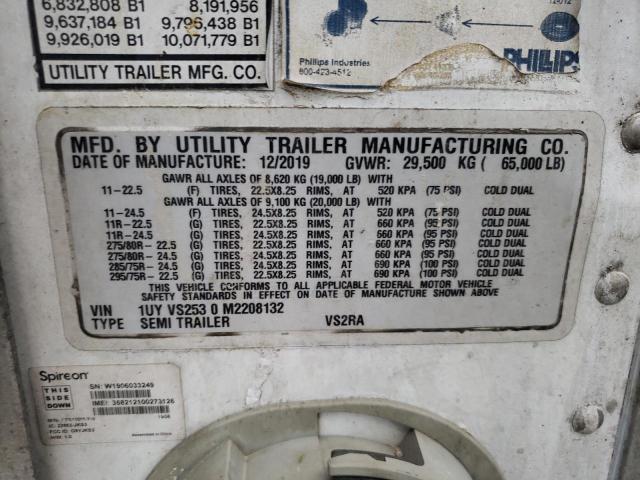 6,832,808 B1 8,191,956
9,637,184 B1 9,796,438 B1
9,926,019 B1 10,071,779 B1
UTILITY TRAILER MFG. CO.
Phillips Industries
800-423-4512
PHILLIPS
MFD. BY UTILITY TRAILER MANUFACTURING CO.
DATE OF MANUFACTURE: 12/2019 GVWR: 29,500 KG ( 65,000 LB)
GAWR ALL AXLES OF 8,620 KG (19,000 LB) WITH
11-22.5 (F) TIRES, 22.5X8.25 RIMS, AT 520 KPA (75 PSI) COLD DUAL
GAWR ALL AXLES OF 9,100 KG (20,000 LB) WITH
11-24.5 (F) TIRES, 24.5X8.25 RIMS, AT 520 KPA (75 PSI) COLD DUAL
11R-22.5 (G) TIRES, 22.5X8.25 RIMS, AT 660 KPA (95 PSI) COLD DUAL
11R-24.5 (G) TIRES, 24.5X8.25 RIMS, AT 660 KPA (95 PSI) COLD DUAL
275/80R- 22.5 (G) TIRES, 22.5X8.25 RIMS, AT 660 KPA (95 PSI) COLD DUAL
275/80R- 24.5 (G) TIRES, 24.5X8.25 RIMS, AT 660 KPA (95 PSI) COLD DUAL
285/75R- 24.5 (G) TIRES, 24.5X8.25 RIMS, AT 690 KPA (100 PSI) COLD DUAL
295/75R- 22.5 (G) TIRES, 22.5X8.25 RIMS, AT 690 KPA (100 PSI) COLD DUAL
THIS VEHICLE CONFORMS TO ALL APPLICABLE FEDERAL MOTOR VEHICLE
SAFETY STANDARDS IN EFFECT ON DATE OF MANUFACTURE SHOWN ABOVE
VIN 1UY VS253 0 M2208132
TYPE SEMI TRAILER VS2RA
Spireon
THIS
SIDE
DOWN
SN: W1906033249
IMEI: 358212100273126